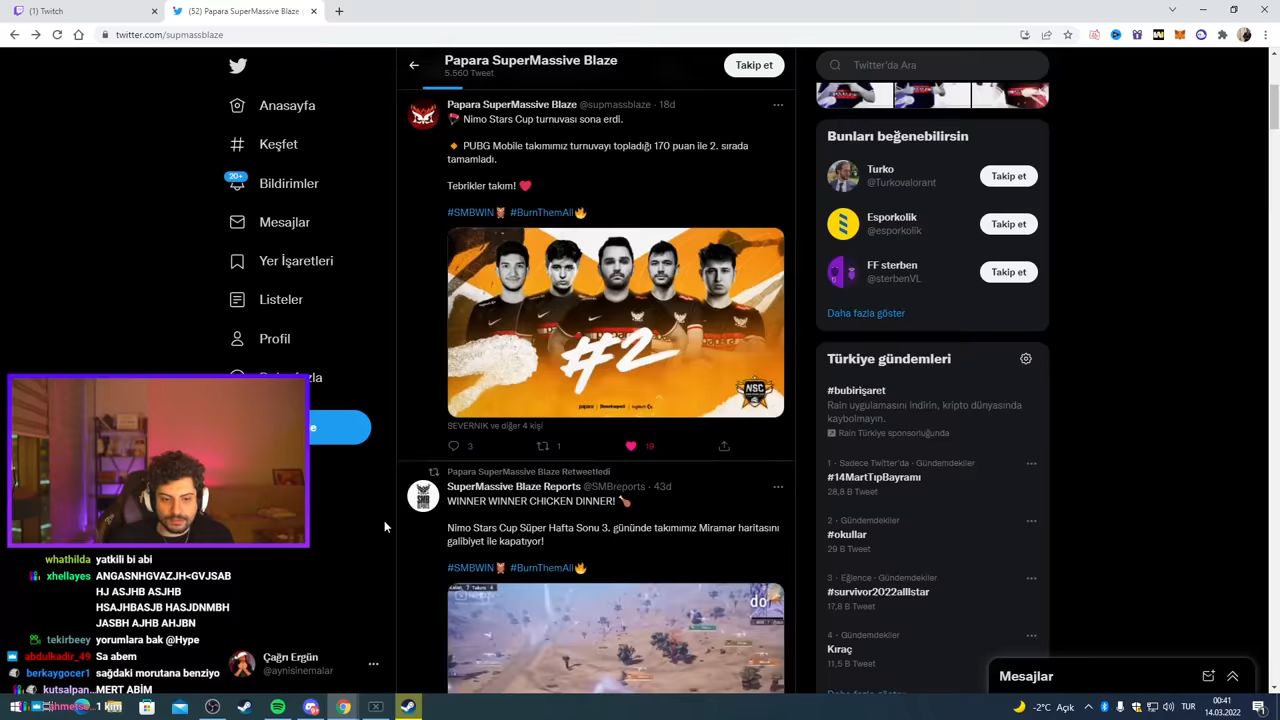 (1) Twitch
(52) Papara SuperMassive Blaze
twitter.com/supmassblaze
Anasayfa
Keşfet
20+
Bildirimler
Mesajlar
Yer İşaretleri
Listeler
Profil
Papara SuperMassive Blaze
5.560 Tweet
Takip et
Papara SuperMassive Blaze @supmassblaze · 18d
Nimo Stars Cup turnuvası sona erdi.
PUBG Mobile takımımız turnuvayı topladığı 170 puan ile 2. sırada
tamamladı.
Tebrikler takım!
#SMBWIN #BurnThemAll
#2
papara
NSC
SEVERNIK ve diğer 4 kişi
3
1
19
Papara SuperMassive Blaze Retweetledi
SuperMassive Blaze Reports @SMBreports · 43d
WINNER WINNER CHICKEN DINNER!
Nimo Stars Cup Süper Hafta Sonu 3. gününde takımımız Miramar haritasını
galibiyet ile kapatıyor!
#SMBWIN #BurnThemAll
Twitter'da Ara
Bunları beğenebilirsin
Turko
@Turkovalorant
Takip et
Esporkolik
@esporkolik
Takip et
FF sterben
@sterbenVL
Takip et
Daha fazla göster
Türkiye gündemleri
#bubirişaret
Rain uygulamasını indirin, kripto dünyasında
kaybolmayın.
Rain Türkiye sponsorluğunda
1 · Sadece Twitter'da · Gündemdekiler
#14MartTıpBayramı
28,8 B Tweet
2 · Gündemdekiler
#okullar
29 B Tweet
3 · Eğlence · Gündemdekiler
#survivor2022allstar
17,8 B Tweet
4 · Gündemdekiler
Kıraç
11,5 B Tweet
Mesajlar
whathilda yatkili bi abi
xhellayes ANGASNHGVAZJH<GVJSAB
HJ ASJHB ASJHB
HSAJHBASJB HASJDNMBH
JASBH AJHB AHJBN
tekirbeey yorumlara bak @Hype
abdulkadir_49 Sa abem
berkaygocer1 sağdaki morutana benziyo
kutsalpan... MERT ABİM
Çağrı Ergün
@aynisinemalar
-2°C Açık
TUR
00:41
14.03.2022